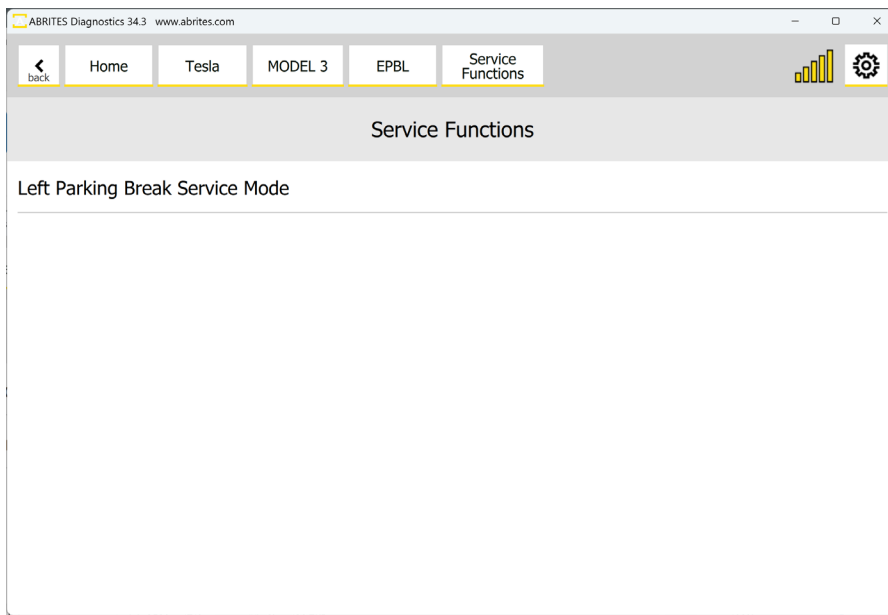 ABRITES Diagnostics 34.3 www.abrites.com
back
Home
Tesla
MODEL 3
EPBL
Service
Functions
Service Functions
Left Parking Break Service Mode